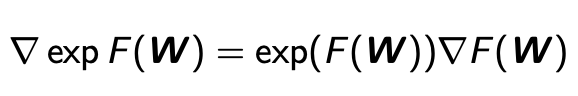 ∇ exp F(𝑾) = exp(F(𝑾))∇F(𝑾)